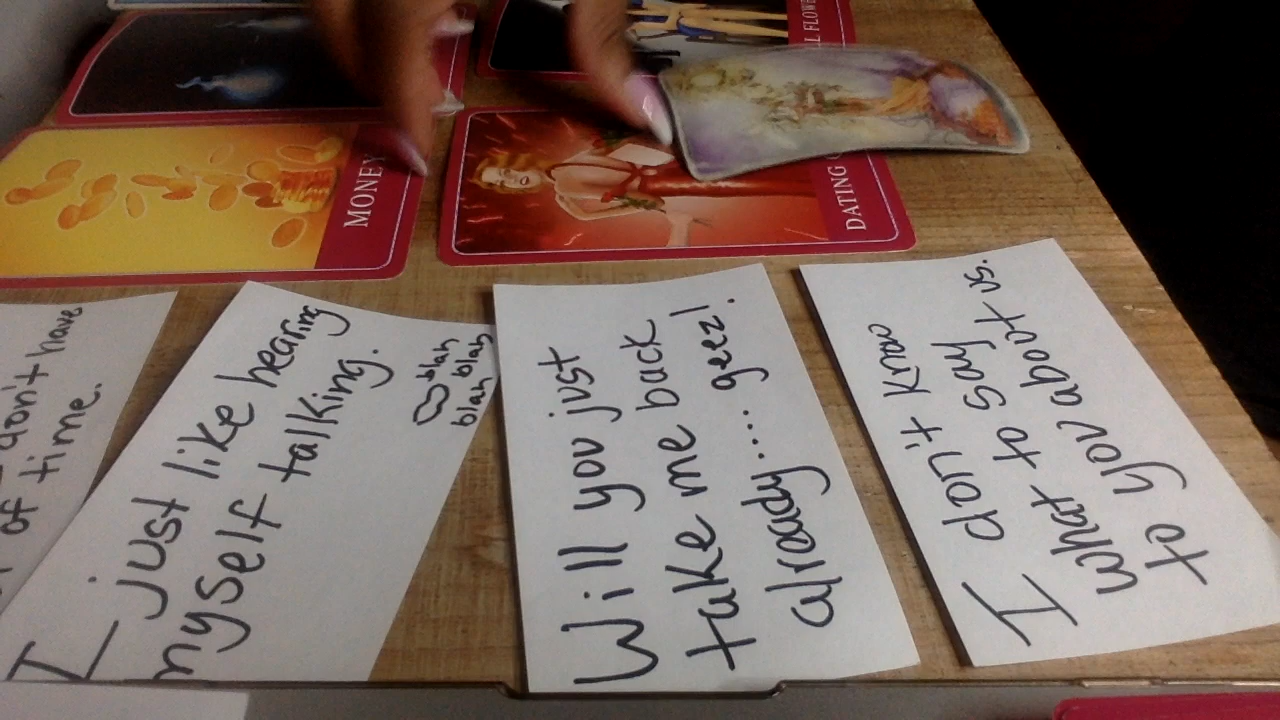 L FLOW
MONEY
DATING
don't have
of time.
I just like hearing
myself talking.
blah
blah blah
Will you just
take me back
already.... geez!.
I don't know
what to say
to you about us.